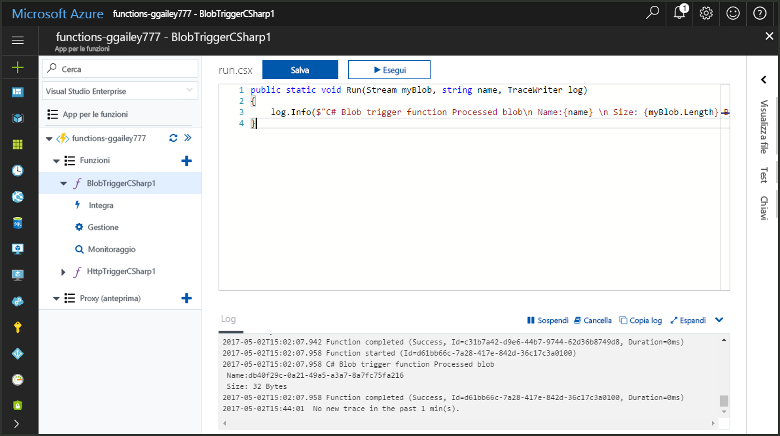 Microsoft Azure functions-ggailey777 - BlobTriggerCSharp1
1
functions-ggailey777 - BlobTriggerCSharp1
App per le funzioni
Cerca
Visual Studio Enterprise
App per le funzioni
functions-ggailey777
Funzioni
BlobTriggerCSharp1
Integra
Gestione
Monitoraggio
HttpTriggerCSharp1
Proxy (anteprima)
run.csx Salva Esegui
1 public static void Run(Stream myBlob, string name, TraceWriter log)
2 {
3 log.Info($"C# Blob trigger function Processed blob\n Name:{name} \n Size: {myBlob.Length} B
4 }
Log Sospendi Cancella Copia log Espandi
2017-05-02T15:02:07.942 Function completed (Success, Id=c31b7a42-d9e6-44b7-9744-62d36b8749d8, Duration=0ms)
2017-05-02T15:02:07.958 Function started (Id=d61bb66c-7a28-417e-842d-36c17c3a0100)
2017-05-02T15:02:07.958 C# Blob trigger function Processed blob
Name:db40f29c-0a21-49a5-a3a7-8a7fc75fa216
Size: 32 Bytes
2017-05-02T15:02:07.958 Function completed (Success, Id=d61bb66c-7a28-417e-842d-36c17c3a0100, Duration=0ms)
2017-05-02T15:44:01 No new trace in the past 1 min(s).
Visualizza file
Test
Chiavi